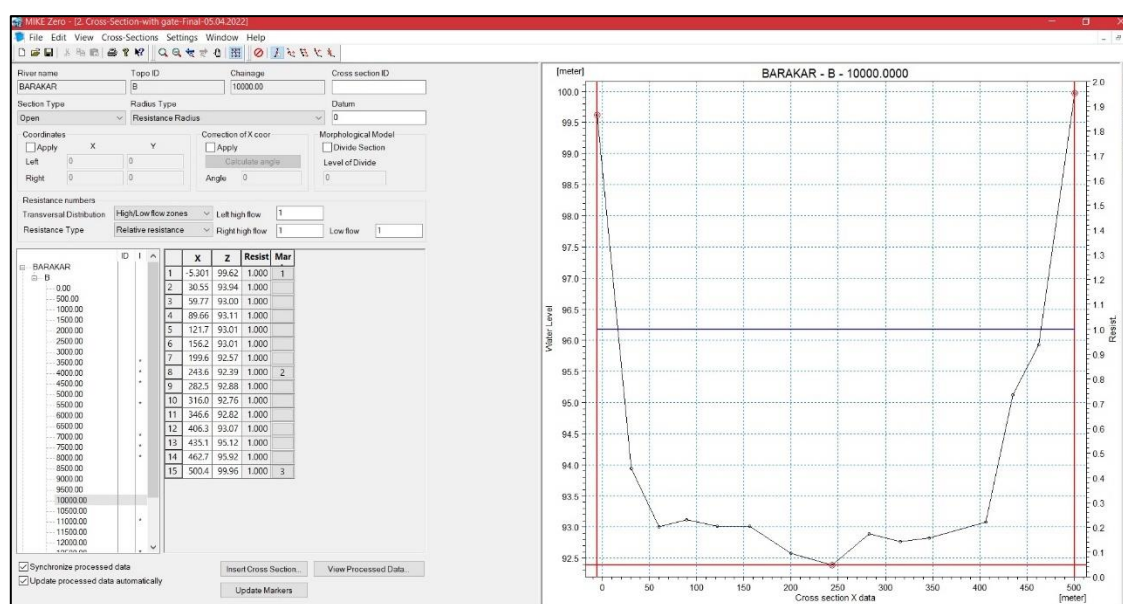 MIKE Zero - [2. Cross-Section-with gate-Final-05.04.2022]
File Edit View Cross-Sections Settings Window Help
River name Topo ID Chainage Cross section ID
BARAKAR B 10000.00
Section Type Radius Type Datum
Open Resistance Radius 0
Coordinates Correction of X coor Morphological Model
Apply X Y Apply Divide Section
Left 0 0 Calculate angle Level of Divide
Right 0 0 Angle 0 0
Resistance numbers
Transversal Distribution High/Low flow zones Left high flow 1
Resistance Type Relative resistance Right high flow 1 Low flow 1
ID I
BARAKAR
B
0.00
500.00
1000.00
1500.00
2000.00
2500.00
3000.00
3500.00 *
4000.00 *
4500.00 *
5000.00
5500.00 *
6000.00
6500.00
7000.00 *
7500.00 *
8000.00 *
8500.00
9000.00
9500.00
10000.00
10500.00
11000.00 *
11500.00
12000.00
X Z Resist Mar
1 -5.301 99.62 1.000 1
2 30.55 93.94 1.000
3 59.77 93.00 1.000
4 89.66 93.11 1.000
5 121.7 93.01 1.000
6 156.2 93.01 1.000
7 199.6 92.57 1.000
8 243.6 92.39 1.000 2
9 282.5 92.88 1.000
10 316.0 92.76 1.000
11 346.6 92.82 1.000
12 406.3 93.07 1.000
13 435.1 95.12 1.000
14 462.7 95.92 1.000
15 500.4 99.96 1.000 3
Synchronize processed data
Update processed data automatically
Insert Cross Section... View Processed Data...
Update Markers
[meter] BARAKAR - B - 10000.0000
100.0
99.5
99.0
98.5
98.0
97.5
97.0
96.5
96.0
95.5
95.0
94.5
94.0
93.5
93.0
92.5
Water Level
2.0
1.9
1.8
1.7
1.6
1.5
1.4
1.3
1.2
1.1
1.0
0.9
0.8
0.7
0.6
0.5
0.4
0.3
0.2
0.1
0.0
Resist.
0 50 100 150 200 250 300 350 400 450 500
Cross section X data [meter]